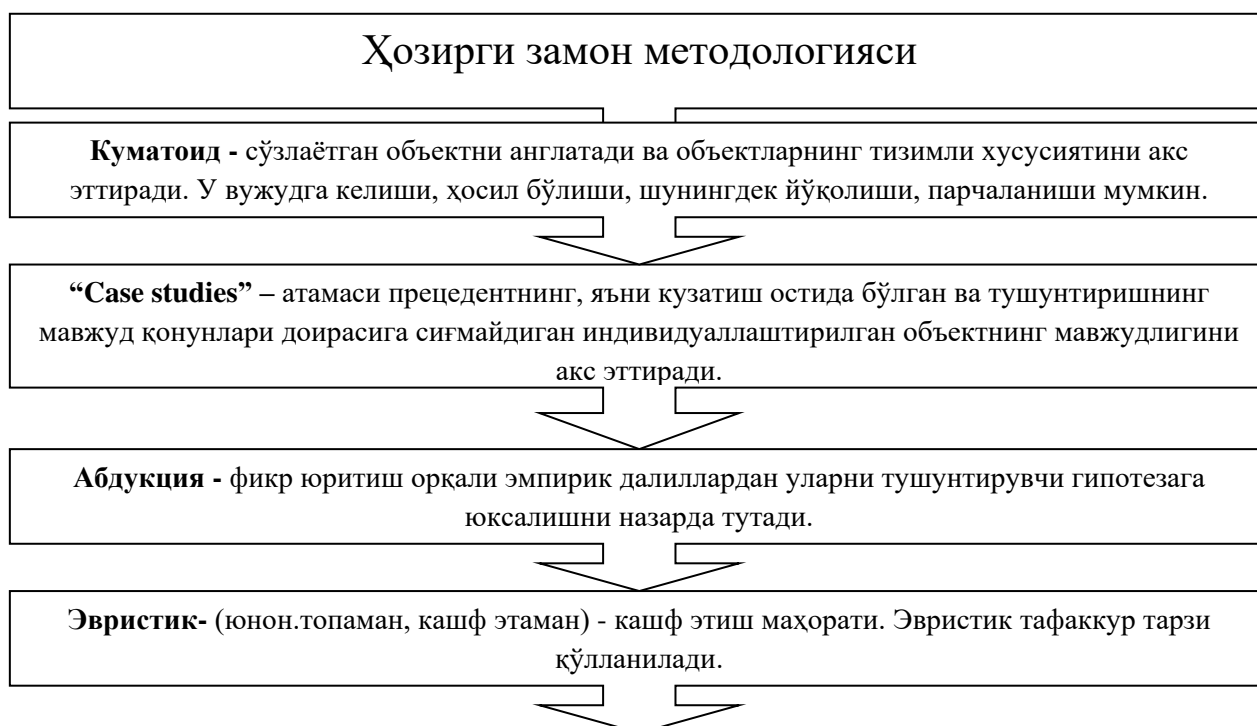 Ҳозирги замон методологияси
Куматоид - сўзлаётган объектни англатади ва объектларнинг тизимли хусусиятини акс
эттиради. У вужудга келиши, ҳосил бўлиши, шунингдек йўқолиши, парчаланиши мумкин.
“Case studies” – атамаси прецедентнинг, яъни кузатиш остида бўлган ва тушунтиришнинг
мавжуд қонунлари доирасига сиғмайдиган индивидуаллаштирилган объектнинг мавжудлигини
акс эттиради.
Абдукция - фикр юритиш орқали эмпирик далиллардан уларни тушунтирувчи гипотезага
юксалишни назарда тутади.
Эвристик- (юнон.топаман, кашф этаман) - кашф этиш маҳорати. Эвристик тафаккур тарзи
қўлланилади.